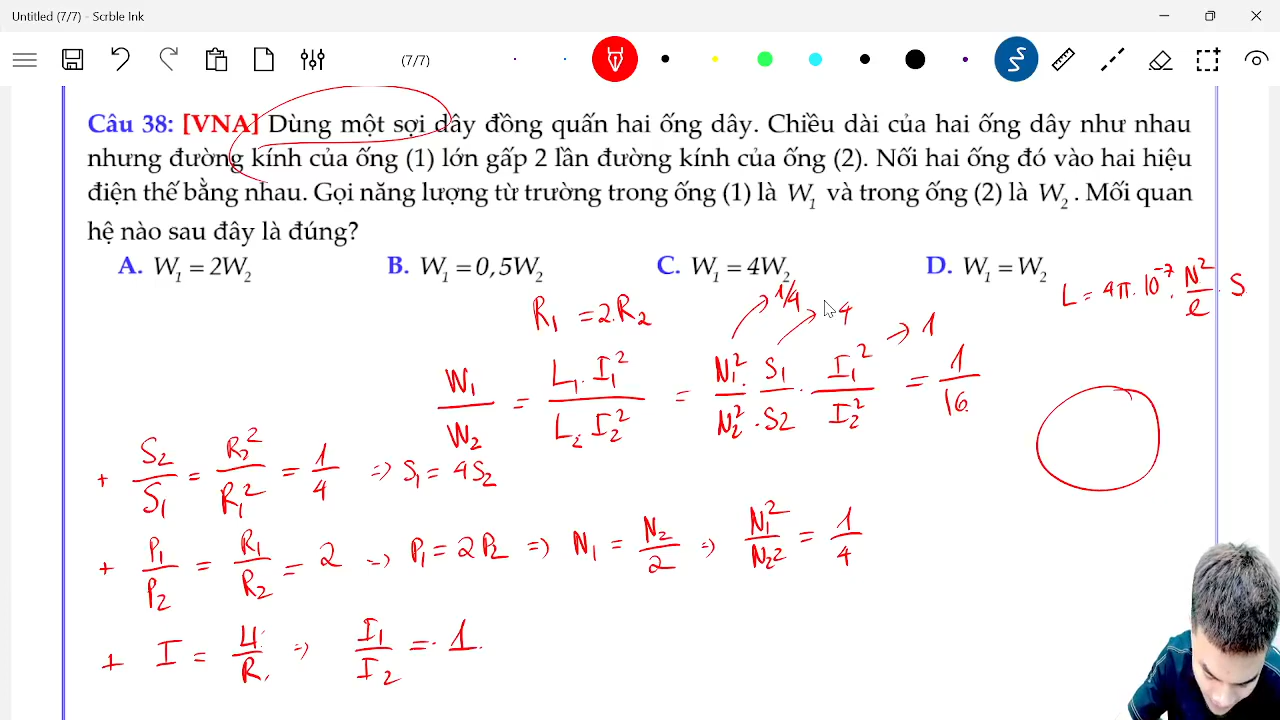 Untitled (7/7) - Scrble Ink
(7/7)
Câu 38: [VNA] Dùng một sợi dây đồng quấn hai ống dây. Chiều dài của hai ống dây như nhau
nhưng đường kính của ống (1) lớn gấp 2 lần đường kính của ống (2). Nối hai ống đó vào hai hiệu
điện thế bằng nhau. Gọi năng lượng từ trường trong ống (1) là W₁ và trong ống (2) là W₂. Mối quan
hệ nào sau đây là đúng?
A. W₁ = 2W₂ B. W₁ = 0,5W₂ C. W₁ = 4W₂ D. W₁ = W₂
L = 4π.10⁻⁷. N²/l . S
R₁ = 2.R₂
→ 1/4 → 4 → 1
W₁/W₂ = L₁.I₁²/L₂.I₂² = N₁².S₁/N₂².S2 . I₁²/I₂² = 1/16
+ S₂/S₁ = R₂²/R₁² = 1/4 => S₁ = 4S₂
+ P₁/P₂ = R₁/R₂ = 2 => P₁ = 2P₂ => N₁ = N₂/2 => N₁²/N₂² = 1/4
+ I = U/R => I₁/I₂ = 1